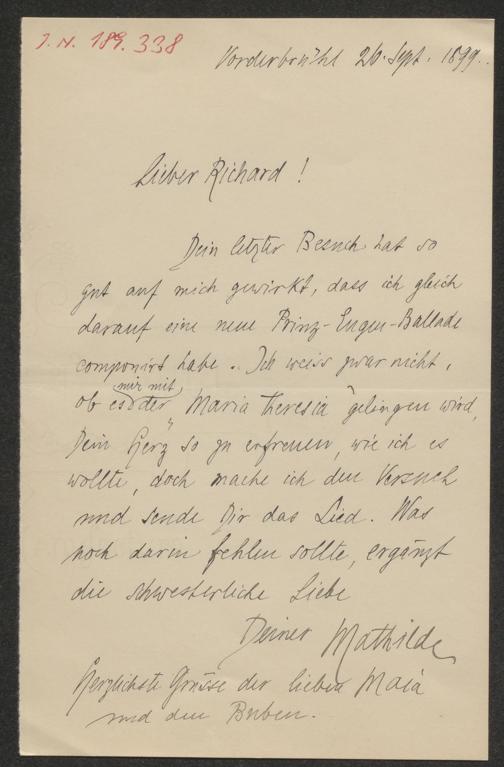 J.N. 189.338
Vorderbrühl 26. Sept. 1899.
Lieber Richard!
Dein letzter Besuch hat so
gut auf mich gewirkt, dass ich gleich
darauf eine neue Prinz-Eugen-Ballade
componirt habe. Ich weiss zwar nicht,
mir mit
ob es der "Maria Theresia" gelingen wird,
Dein Herz so zu erfreuen, wie ich es
wollte, doch mache ich den Versuch
und sende Dir das Lied. Was
noch darin fehlen sollte, ergänzt
die schwesterliche Liebe
Deiner Mathilde
Herzlichste Grüsse der lieben Maia
und den Buben.